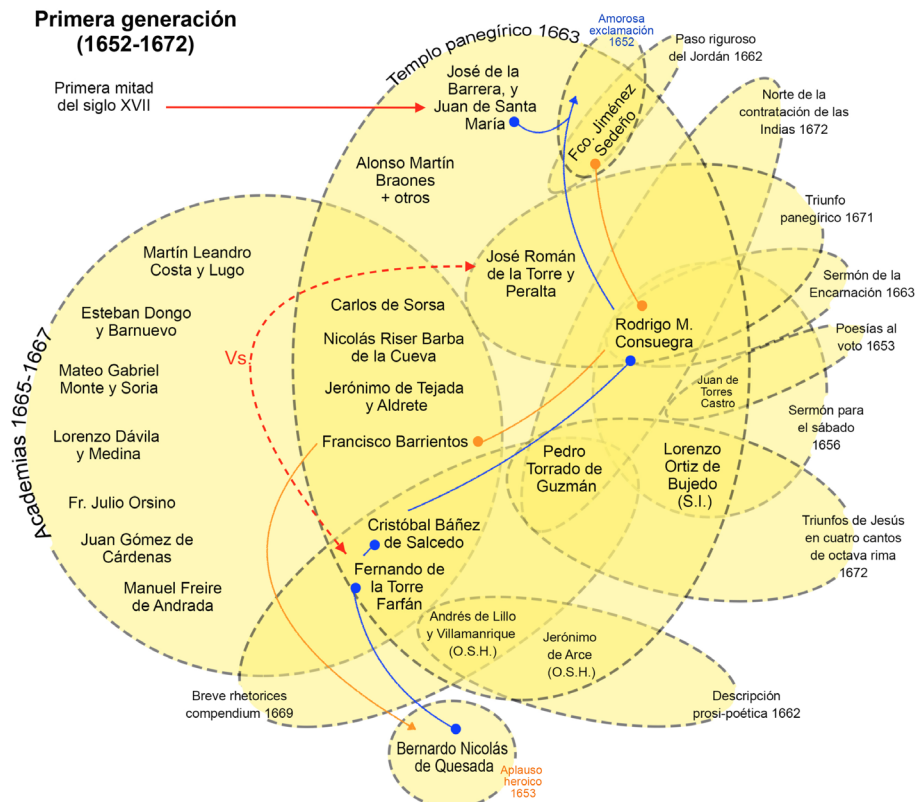 Primera generación
(1652-1672)
Primera mitad
del siglo XVII
Templo panegírico 1663
Amorosa
exclamación
1652
Paso riguroso
del Jordán 1662
José de la
Barrera, y
Juan de Santa
María
Fco. Jiménez
Sedeño
Norte de la
contratación de las
Indias 1672
Alonso Martín
Braones
+ otros
Triunfo
panegírico 1671
Martín Leandro
Costa y Lugo
José Román
de la Torre y
Peralta
Sermón de la
Encarnación 1663
Carlos de Sorsa
Esteban Dongo
y Barnuevo
Rodrigo M.
Consuegra
Poesías al
voto 1653
Nicolás Riser Barba
de la Cueva
Vs.
Academias 1665-1667
Mateo Gabriel
Monte y Soria
Jerónimo de Tejada
y Aldrete
Juan de
Torres
Castro
Sermón para
el sábado
1656
Lorenzo Dávila
y Medina
Francisco Barrientos
Pedro
Torrado de
Guzmán
Lorenzo
Ortiz de
Bujedo
(S.I.)
Fr. Julio Orsino
Cristóbal Báñez
de Salcedo
Triunfos de Jesús
en cuatro cantos
de octava rima
1672
Juan Gómez de
Cárdenas
Fernando de
la Torre
Farfán
Manuel Freire
de Andrada
Andrés de Lillo
y Villamanrique
(O.S.H.)
Jerónimo
de Arce
(O.S.H.)
Breve rhetorices
compendium 1669
Descripción
prosi-poética 1662
Bernardo Nicolás
de Quesada
Aplauso
heroico
1653